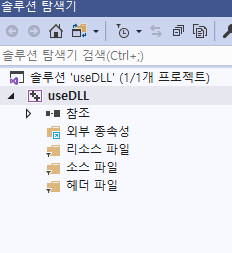 솔루션 탐색기
솔루션 탐색기 검색(Ctrl+;)
솔루션 'useDLL' (1/1개 프로젝트)
useDLL
참조
외부 종속성
리소스 파일
소스 파일
헤더 파일